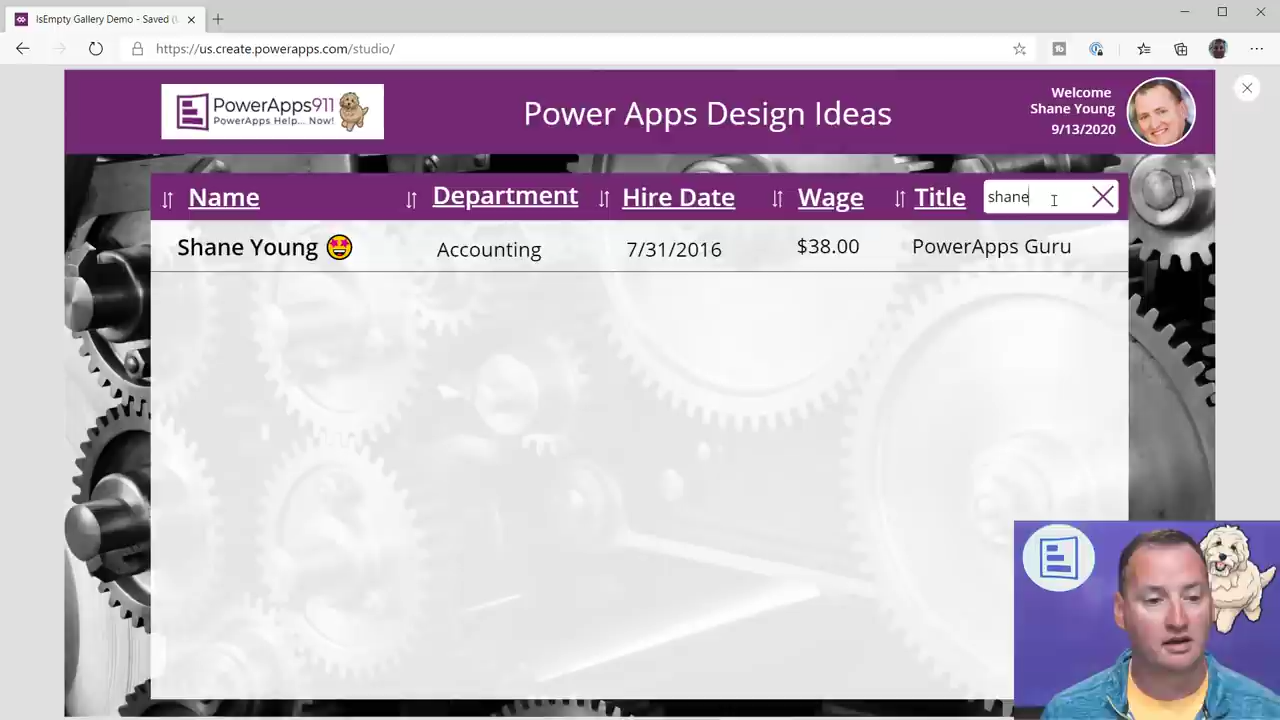 IsEmpty Gallery Demo - Saved (
https://us.create.powerapps.com/studio/
PowerApps911
PowerApps Help... Now!
Power Apps Design Ideas
Welcome
Shane Young
9/13/2020
Name
Department
Hire Date
Wage
Title
shane
Shane Young 🤩
Accounting
7/31/2016
$38.00
PowerApps Guru